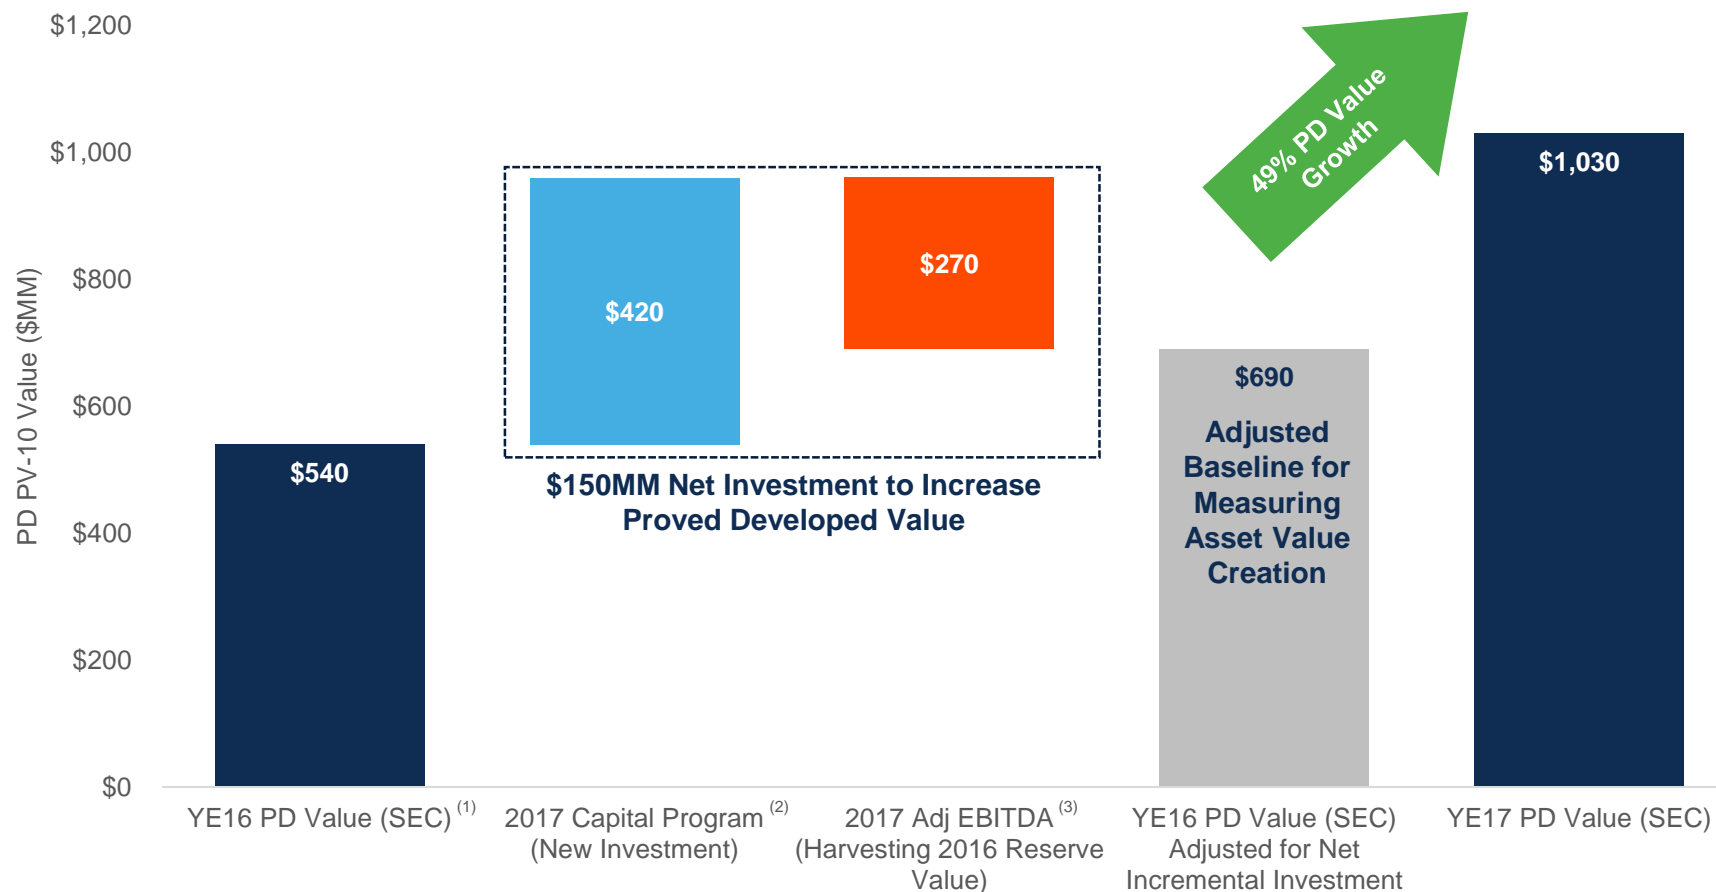 $1,200
$1,000
$800
$600
$400
$200
$0
PD PV-10 Value ($MM)
$540
$420
$270
$150MM Net Investment to Increase
Proved Developed Value
$690
Adjusted
Baseline for
Measuring
Asset Value
Creation
49% PD Value
Growth
$1,030
YE16 PD Value (SEC) (1)
2017 Capital Program (2)
(New Investment)
2017 Adj EBITDA (3)
(Harvesting 2016 Reserve
Value)
YE16 PD Value (SEC)
Adjusted for Net
Incremental Investment
YE17 PD Value (SEC)